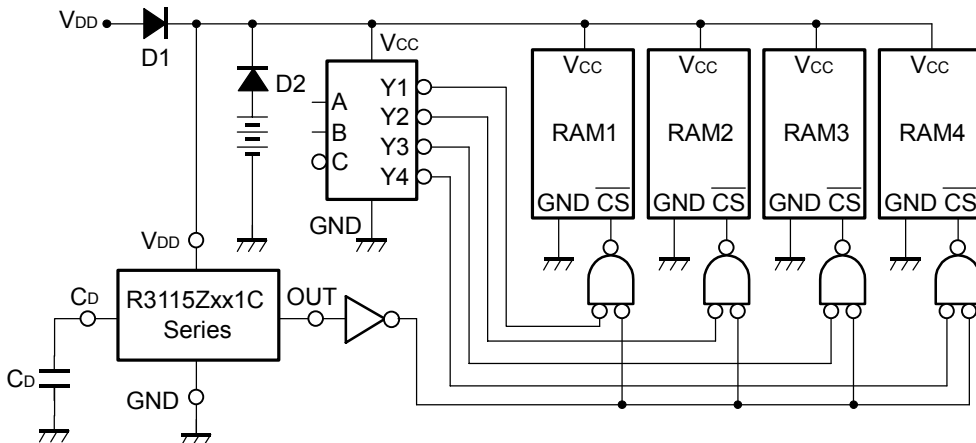 VDD
D1
D2
VCC
A
B
C
Y1
Y2
Y3
Y4
GND
VCC
RAM1
GND CS
VCC
RAM2
GND CS
VCC
RAM3
GND CS
VCC
RAM4
GND CS
VDD
CD
R3115Zxx1C
Series
OUT
CD
GND